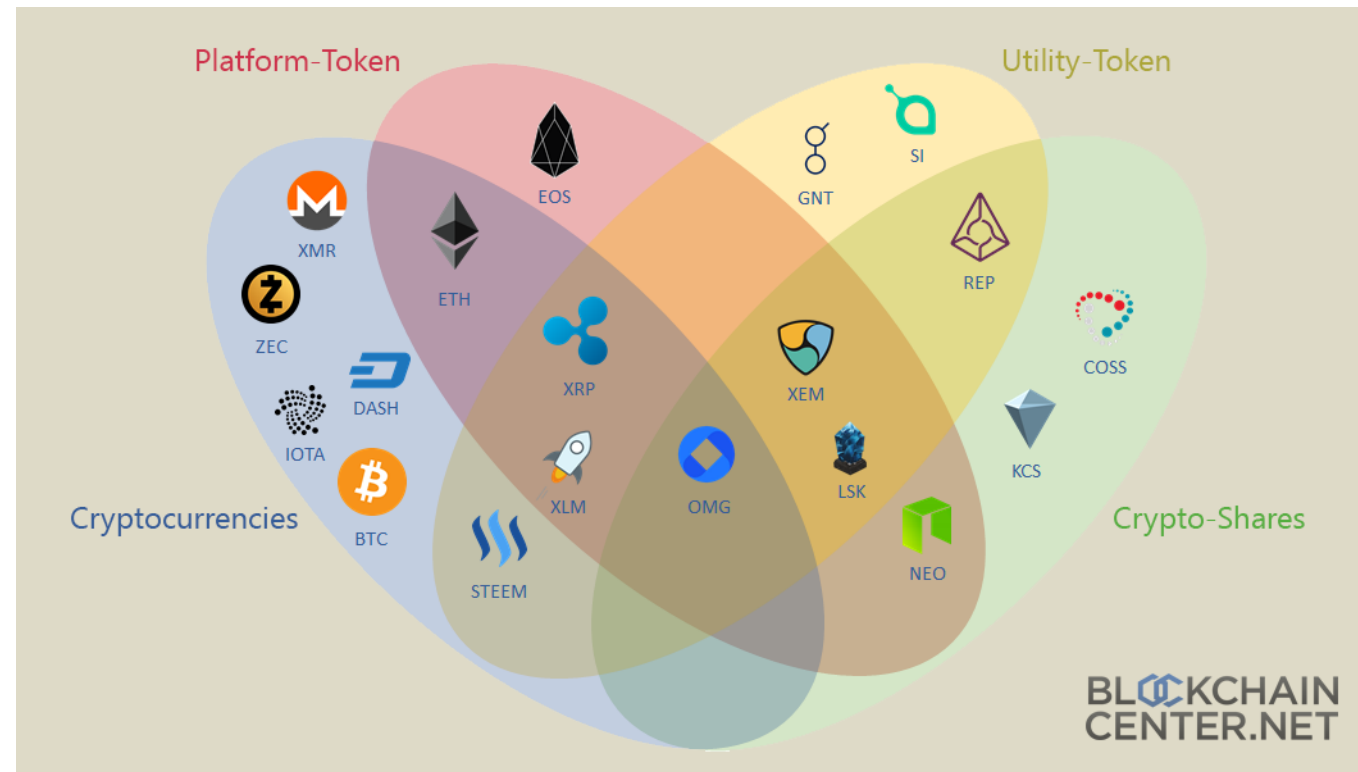 Platform-Token
Utility-Token
EOS
GNT
SI
XMR
ETH
REP
ZEC
DASH
XRP
XEM
COSS
IOTA
BTC
XLM
OMG
LSK
KCS
Cryptocurrencies
Crypto-Shares
STEEM
NEO
BLOCKCHAIN
CENTER.NET